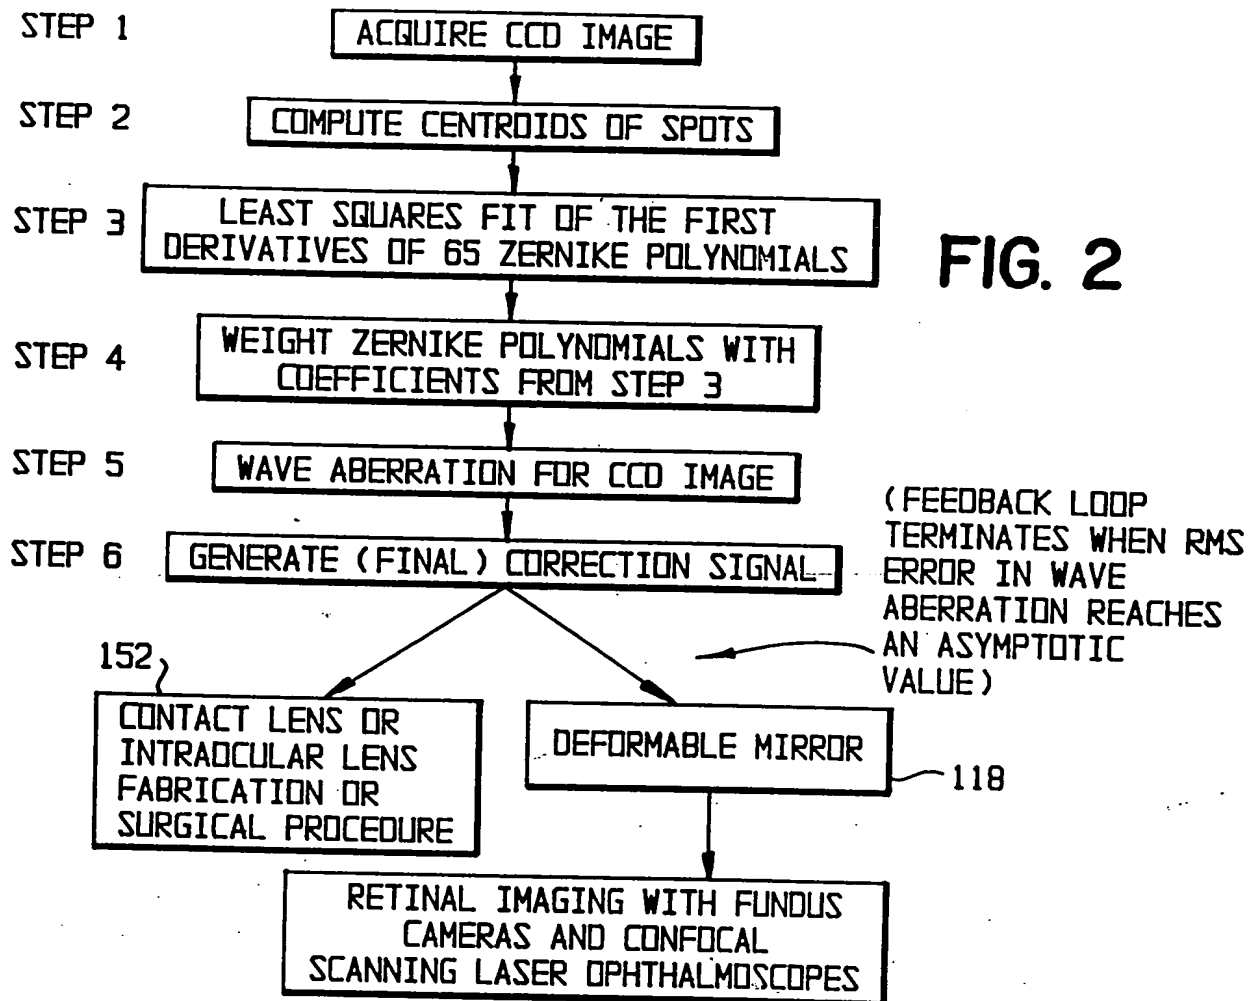 STEP 1
ACQUIRE CCD IMAGE
STEP 2
COMPUTE CENTROIDS OF SPOTS
STEP 3
LEAST SQUARES FIT OF THE FIRST
DERIVATIVES OF 65 ZERNIKE POLYNOMIALS
FIG. 2
STEP 4
WEIGHT ZERNIKE POLYNOMIALS WITH
COEFFICIENTS FROM STEP 3
STEP 5
WAVE ABERRATION FOR CCD IMAGE
STEP 6
GENERATE (FINAL) CORRECTION SIGNAL
(FEEDBACK LOOP
TERMINATES WHEN RMS
ERROR IN WAVE
ABERRATION REACHES
AN ASYMPTOTIC
VALUE)
152
CONTACT LENS OR
INTRAOCULAR LENS
FABRICATION OR
SURGICAL PROCEDURE
DEFORMABLE MIRROR
118
RETINAL IMAGING WITH FUNDUS
CAMERAS AND CONFOCAL
SCANNING LASER OPHTHALMOSCOPES